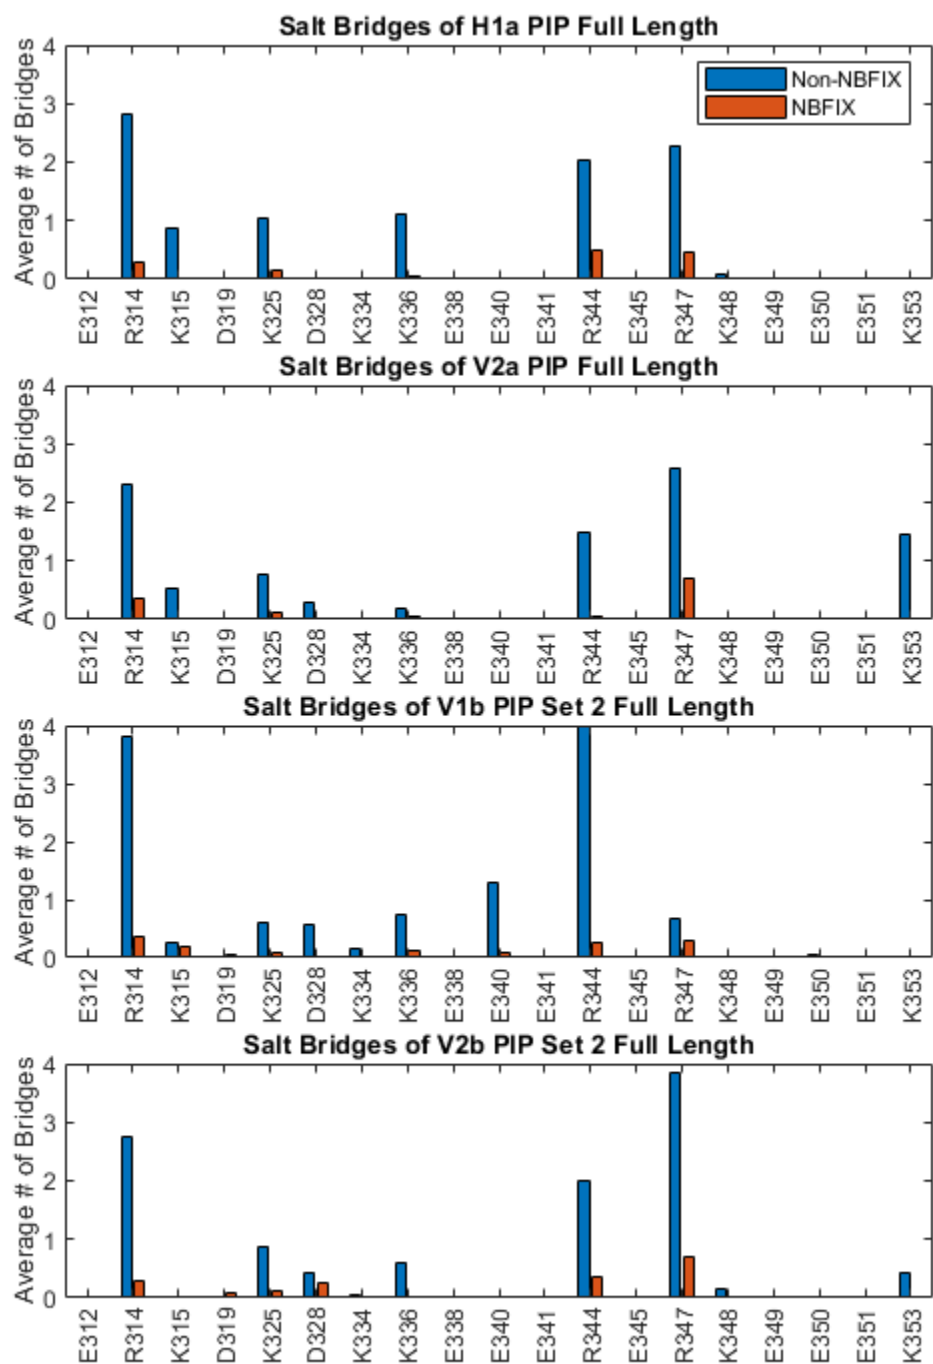 Salt Bridges of H1a PIP Full Length
Average # of Bridges
4
3
2
1
0
Non-NBFIX
NBFIX
E312 R314 K315 D319 K325 D328 K334 K336 E338 E340 E341 R344 E345 R347 K348 E349 E350 E351 K353
Salt Bridges of V2a PIP Full Length
Average # of Bridges
4
3
2
1
0
E312 R314 K315 D319 K325 D328 K334 K336 E338 E340 E341 R344 E345 R347 K348 E349 E350 E351 K353
Salt Bridges of V1b PIP Set 2 Full Length
Average # of Bridges
4
3
2
1
0
E312 R314 K315 D319 K325 D328 K334 K336 E338 E340 E341 R344 E345 R347 K348 E349 E350 E351 K353
Salt Bridges of V2b PIP Set 2 Full Length
Average # of Bridges
4
3
2
1
0
E312 R314 K315 D319 K325 D328 K334 K336 E338 E340 E341 R344 E345 R347 K348 E349 E350 E351 K353